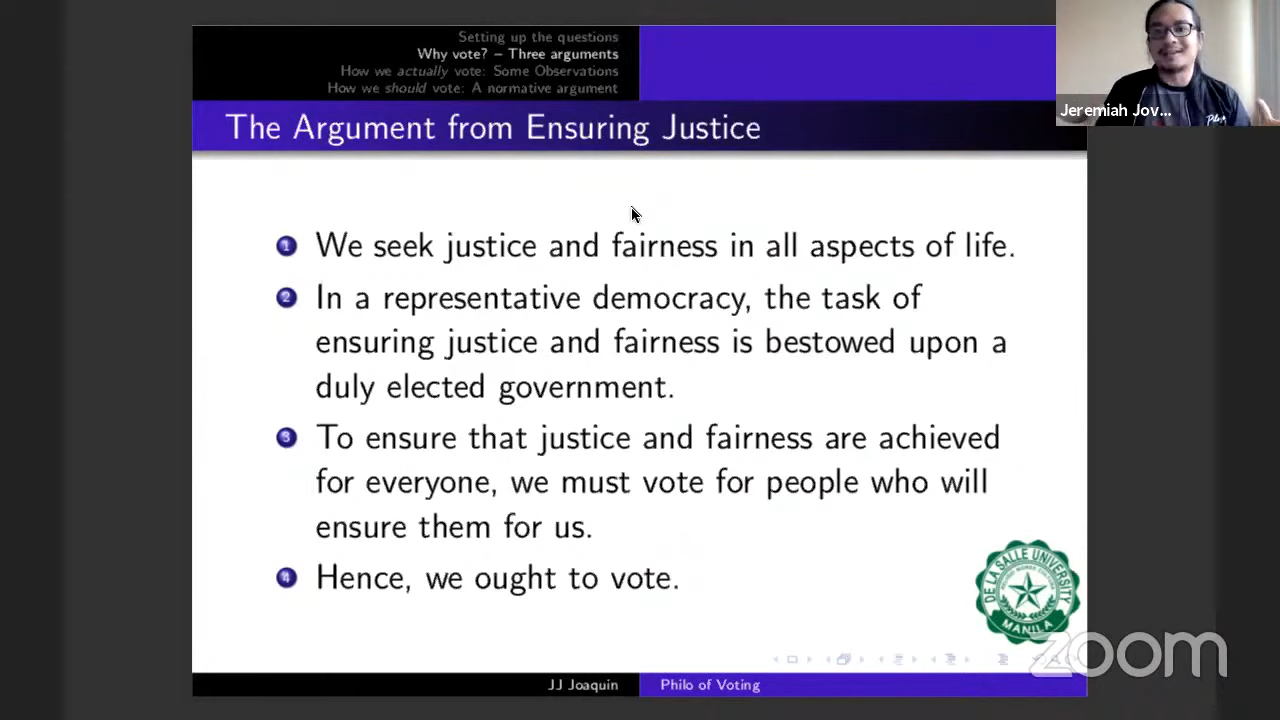 Setting up the questions
Why vote? – Three arguments
How we actually vote: Some Observations
How we should vote: A normative argument
Jeremiah Jov...
The Argument from Ensuring Justice
1 We seek justice and fairness in all aspects of life.
2 In a representative democracy, the task of
ensuring justice and fairness is bestowed upon a
duly elected government.
3 To ensure that justice and fairness are achieved
for everyone, we must vote for people who will
ensure them for us.
4 Hence, we ought to vote.
DE LA SALLE UNIVERSITY
MANILA
zoom
JJ Joaquin
Philo of Voting